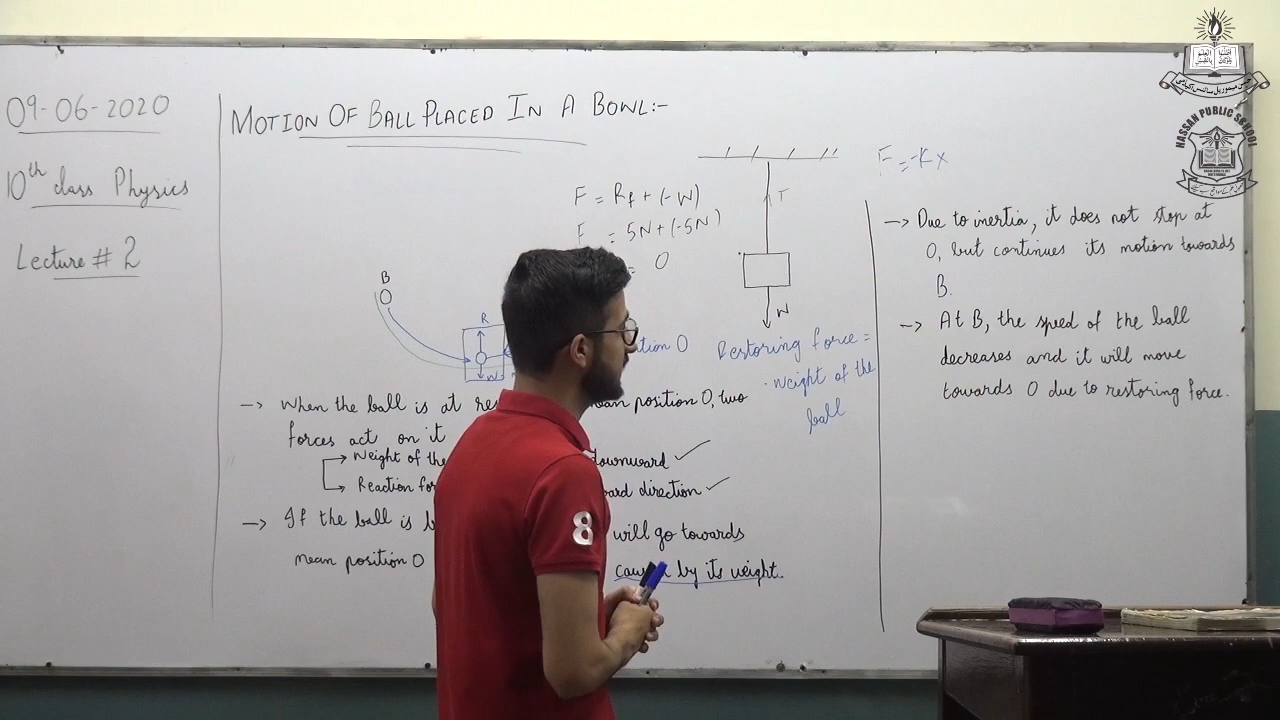 09-06-2020
10th class Physics
Lecture # 2
MOTION OF BALL PLACED IN A BOWL:-
F = Rf + (-W)
F = 5N + (-5N)
= 0
T
W
F = -Kx
B
R
W
Restoring force =
weight of the
ball
→ When the ball is at mean position O, two
forces act on it
→ Weight of the downward ✓
→ Reaction direction ✓
→ If the ball is will go towards
mean position O by its weight.
→ Due to inertia, it does not stop at
O, but continues its motion towards
B.
→ At B, the speed of the ball
decreases and it will move
towards O due to restoring force.
HASSAN PUBLIC SCHOOL
8